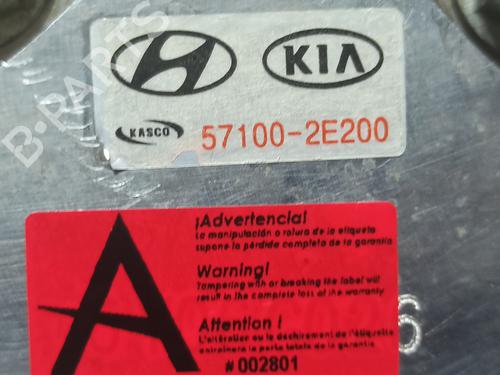 KIA
KASCO 57100-2E200
B-PARTS
¡Advertencia!
La manipulación o rotura de la etiqueta
supone la pérdida completa de la garantía
Warning!
Tampering with or breaking the label will
result in the complete loss of the warranty
A
Attention !
L'altération ou le déchirement de l'étiquette
entraînera la perte totale de la garantie
# 002801
6